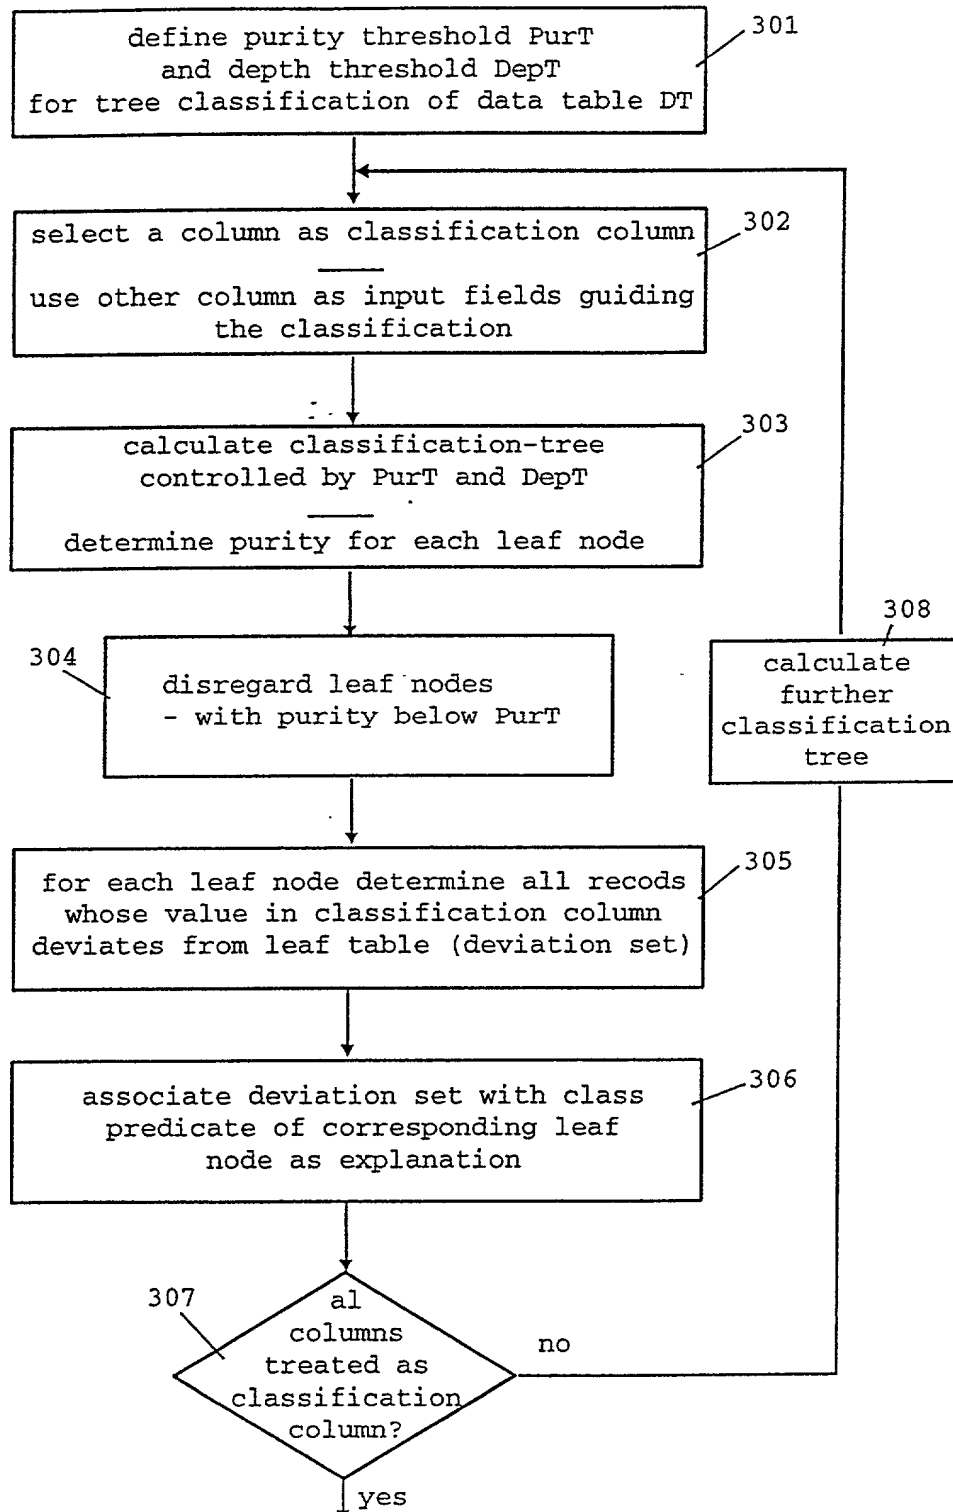 define purity threshold PurT
and depth threshold DepT
for tree classification of data table DT
301
select a column as classification column
use other column as input fields guiding
the classification
302
calculate classification-tree
controlled by PurT and DepT
determine purity for each leaf node
303
304
disregard leaf nodes
- with purity below PurT
308
calculate
further
classification
tree
for each leaf node determine all recods
whose value in classification column
deviates from leaf table (deviation set)
305
associate deviation set with class
predicate of corresponding leaf
node as explanation
306
307
al
columns
treated as
classification
column?
no
yes